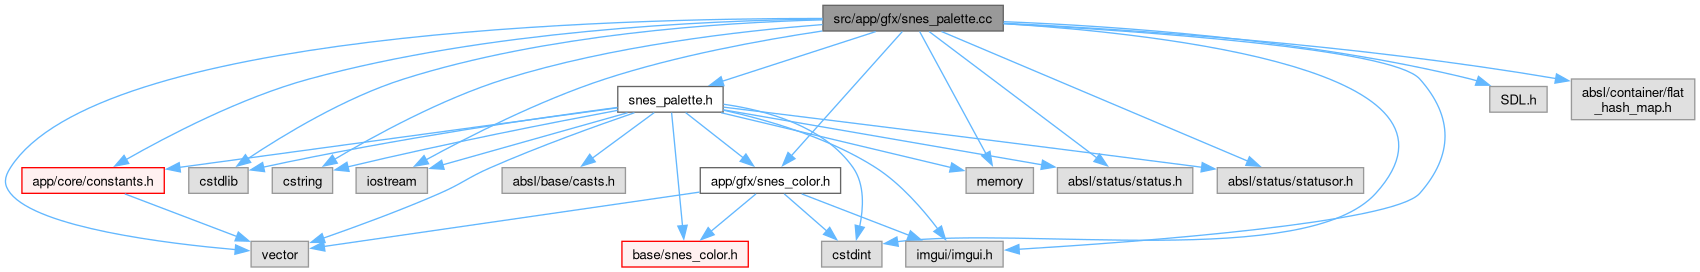 src/app/gfx/snes_palette.cc
snes_palette.h
SDL.h
absl/container/flat
_hash_map.h
app/core/constants.h
cstdlib
cstring
iostream
absl/base/casts.h
app/gfx/snes_color.h
memory
absl/status/status.h
absl/status/statusor.h
vector
base/snes_color.h
cstdint
imgui/imgui.h